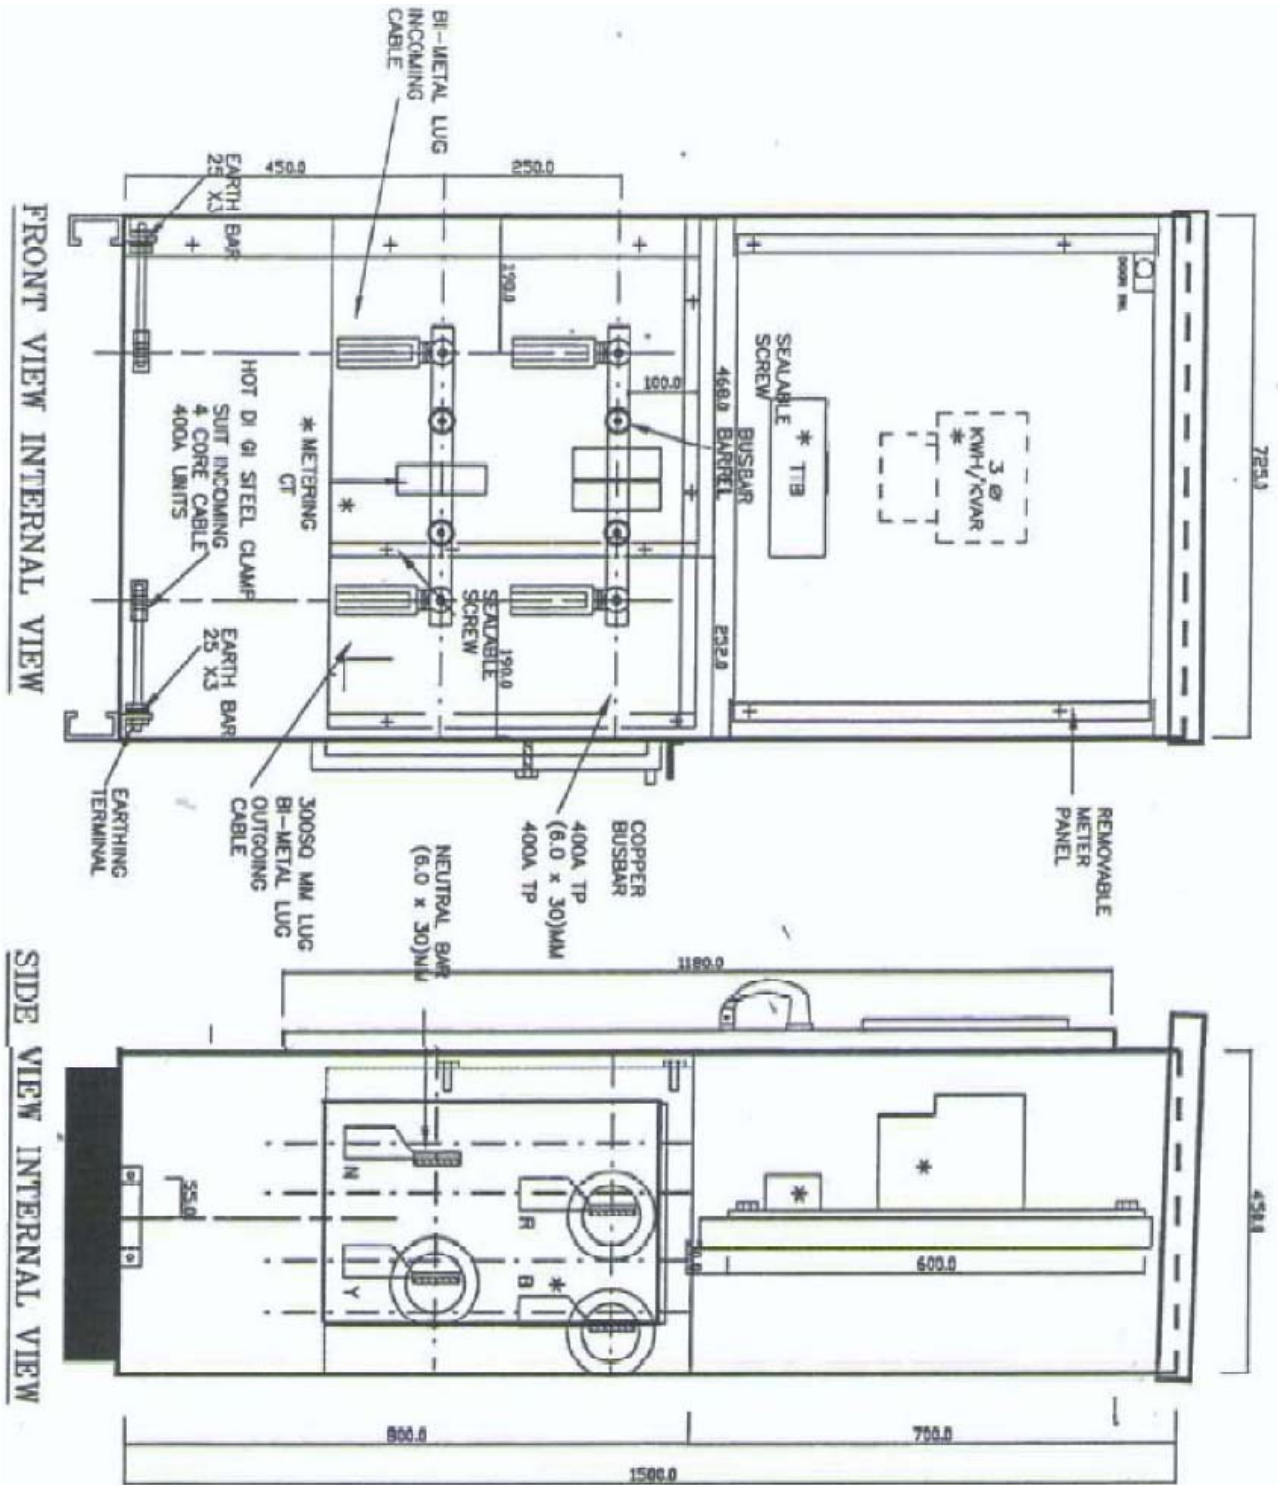 725.0
DOOR SW.
3 Ø
KWH/KVAR
*
SEALABLE
SCREW
* TTB
REMOVABLE
METER
PANEL
468.0
252.0
BUSBAR
BARREL
100.0
250.0
450.0
190.0
190.0
BI-METAL LUG
INCOMING
CABLE
COPPER
BUSBAR
400A TP
(6.0 x 30)MM
400A TP
SEALABLE
SCREW
*
* METERING
CT
300SQ MM LUG
BI-METAL LUG
OUTGOING
CABLE
EARTH BAR
25 X3
HOT DI GI STEEL CLAMP
SUIT INCOMING
4 CORE CABLE
400A UNITS
EARTH BAR
25 X3
EARTHING
TERMINAL
FRONT VIEW INTERNAL VIEW
450.0
700.0
1500.0
800.0
1180.0
600.0
*
*
NEUTRAL BAR
(6.0 x 30)MM
R
B *
N
Y
55.0
SIDE VIEW INTERNAL VIEW